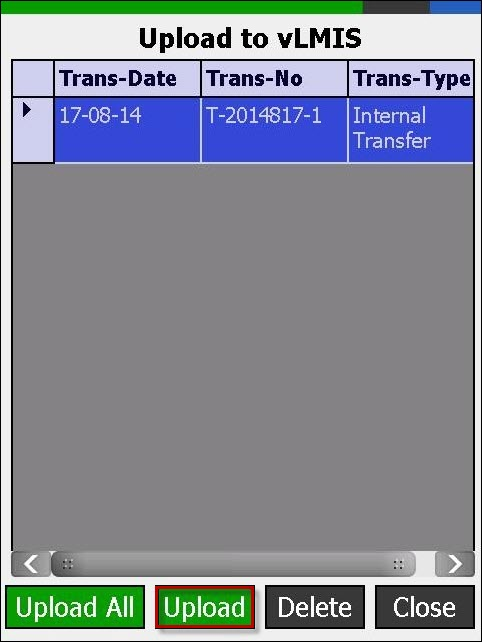 Upload to vLMIS
Trans-Date Trans-No Trans-Type
17-08-14 T-2014817-1 Internal
Transfer
Upload All Upload Delete Close